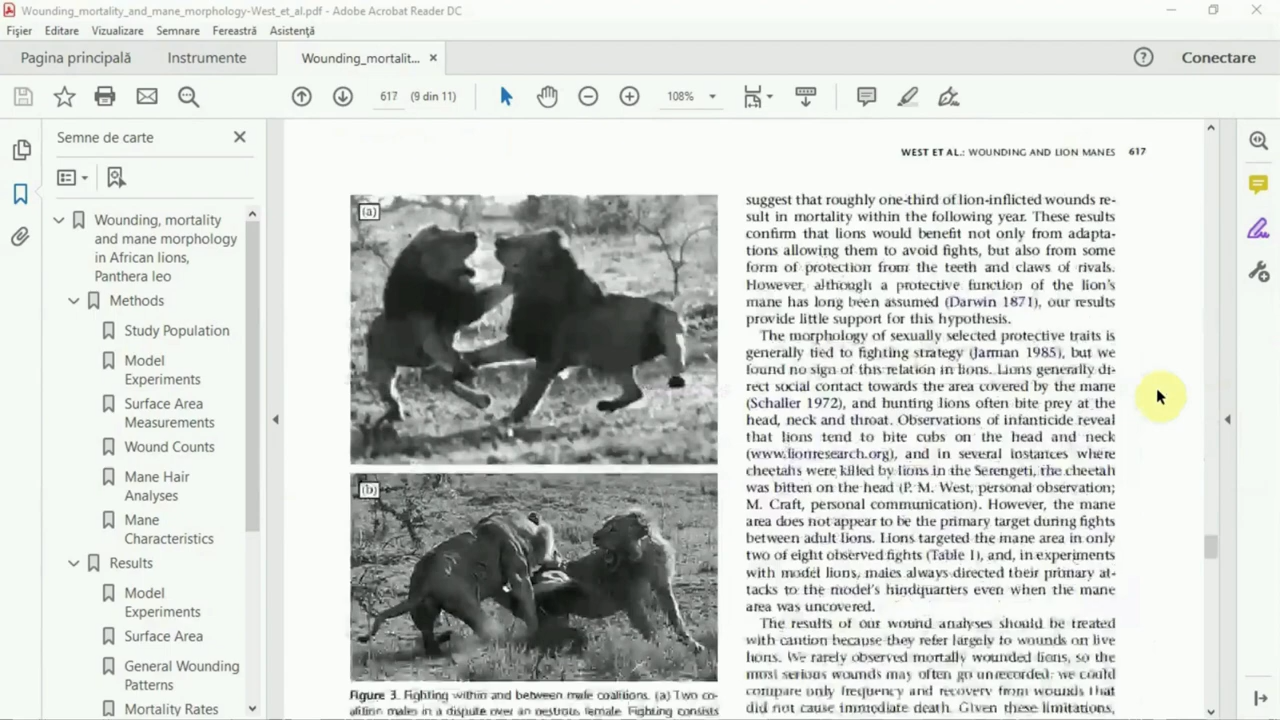 Wounding_mortality_and_mane_morphology-West_et_al.pdf - Adobe Acrobat Reader DC
Fișier Editare Vizualizare Semnare Fereastră Asistență
Pagina principală Instrumente Wounding_mortalit... Conectare
617 (9 din 11) 108%
Semne de carte
Wounding, mortality
and mane morphology
in African lions,
Panthera leo
Methods
Study Population
Model
Experiments
Surface Area
Measurements
Wound Counts
Mane Hair
Analyses
Mane
Characteristics
Results
Model
Experiments
Surface Area
General Wounding
Patterns
Mortality Rates
WEST ET AL.: WOUNDING AND LION MANES 617
(a)
(b)
Figure 3. Fighting within and between male coalitions. (a) Two co-
alition males in a dispute over an oestrous female. Fighting consists
suggest that roughly one-third of lion-inflicted wounds re-
sult in mortality within the following year. These results
confirm that lions would benefit not only from adapta-
tions allowing them to avoid fights, but also from some
form of protection from the teeth and claws of rivals.
However, although a protective function of the lion's
mane has long been assumed (Darwin 1871), our results
provide little support for this hypothesis.
The morphology of sexually selected protective traits is
generally tied to fighting strategy (Jarman 1985), but we
found no sign of this relation in lions. Lions generally di-
rect social contact towards the area covered by the mane
(Schaller 1972), and hunting lions often bite prey at the
head, neck and throat. Observations of infanticide reveal
that lions tend to bite cubs on the head and neck
(www.lionresearch.org), and in several instances where
cheetahs were killed by lions in the Serengeti, the cheetah
was bitten on the head (P. M. West, personal observation;
M. Craft, personal communication). However, the mane
area does not appear to be the primary target during fights
between adult lions. Lions targeted the mane area in only
two of eight observed fights (Table 1), and, in experiments
with model lions, males always directed their primary at-
tacks to the model's hindquarters even when the mane
area was uncovered.
The results of our wound analyses should be treated
with caution because they refer largely to wounds on live
lions. We rarely observed mortally wounded lions, so the
most serious wounds may often go unrecorded; we could
compare only frequency and recovery from wounds that
did not cause immediate death. Given these limitations,